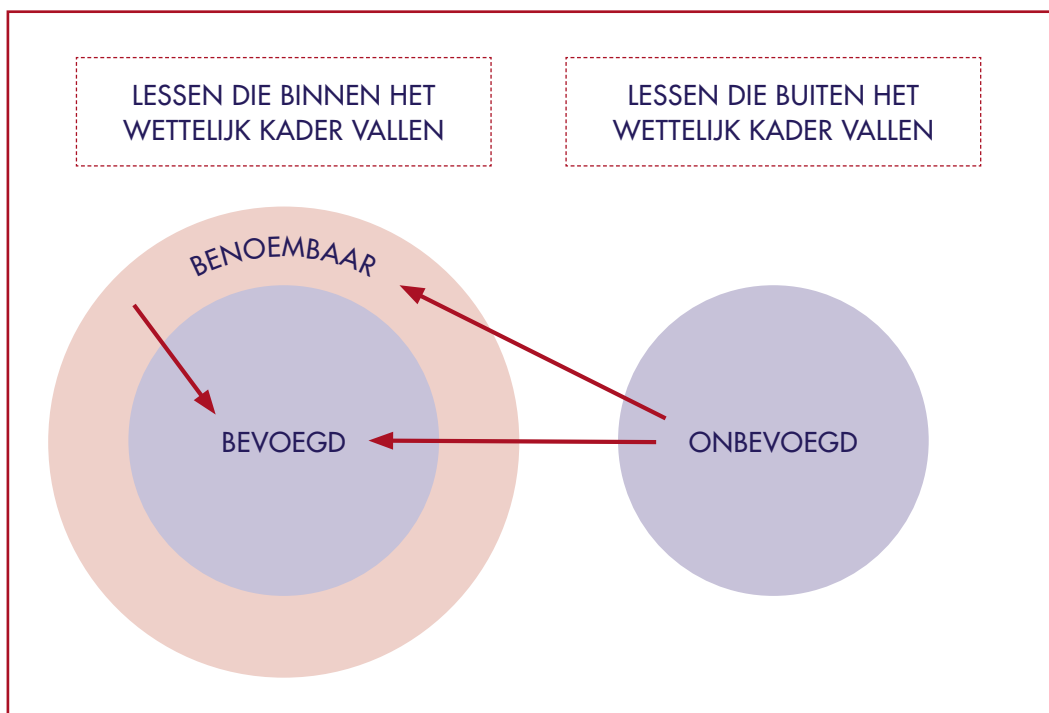 LESSEN DIE BINNEN HET
WETTELIJK KADER VALLEN
LESSEN DIE BUITEN HET
WETTELIJK KADER VALLEN
BENOEMBAAR
BEVOEGD
ONBEVOEGD